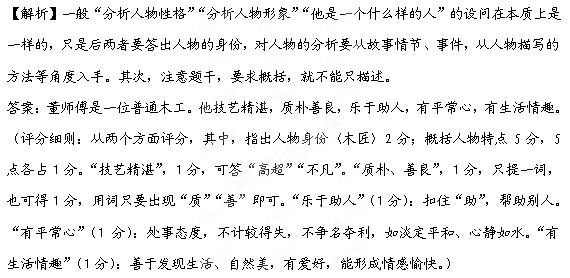 【解析】一般“分析人物性格”“分析人物形象”“他是一个什么样的人”的设问在本质上是
一样的，只是后两者要答出人物的身份，对人物的分析要从故事情节、事件，从人物描写的
方法等角度入手。其次，注意题干，要求概括，就不能只描述。
答案：董师傅是一位普通木工。他技艺精湛，质朴善良，乐于助人，有平常心，有生活情趣。
（评分细则：从两个方面评分，其中，指出人物身份〈木匠〉2分；概括人物特点5分，5
点各占1分。“技艺精湛”，1分，可答“高超”“不凡”。“质朴、善良”，1分，只提一词，
也可得1分，用词只要出现“质”“善”即可。“乐于助人”（1分）：扣住“助”，帮助别人。
“有平常心”（1分）：处事态度，不计较得失，不争名夺利，如淡定平和、心静如水。“有
生活情趣”（1分）：善于发现生活、自然美，有爱好，能形成情感愉快。）